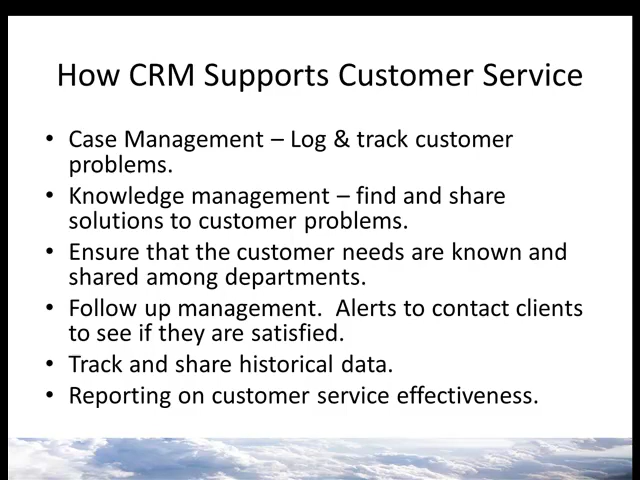 How CRM Supports Customer Service
• Case Management – Log & track customer
problems.
• Knowledge management – find and share
solutions to customer problems.
• Ensure that the customer needs are known and
shared among departments.
• Follow up management.  Alerts to contact clients
to see if they are satisfied.
• Track and share historical data.
• Reporting on customer service effectiveness.